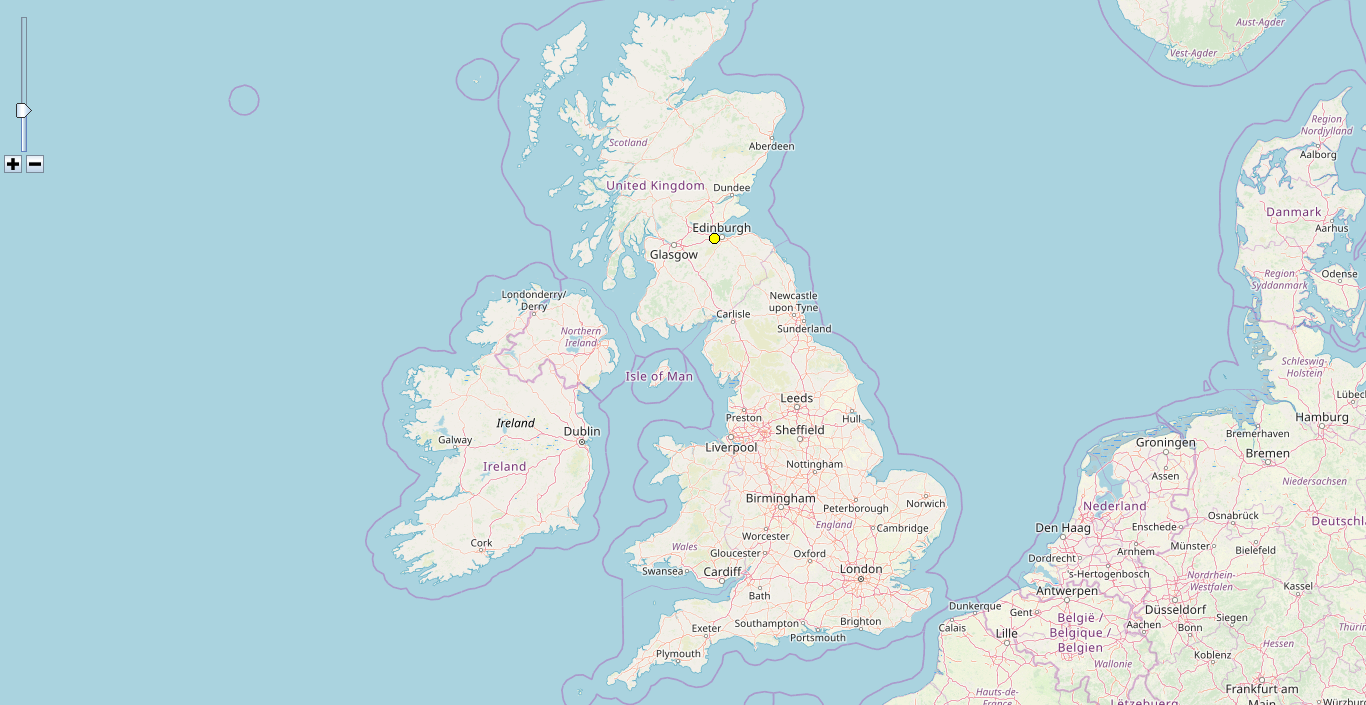 Aust-Agder
Vest-Agder
Region
Nordjylland
Scotland
Aberdeen
Aalborg
United Kingdom
Dundee
Danmark
Edinburgh
Aarhus
Glasgow
Region
Syddanmark
Odense
Londonderry/
Derry
Newcastle
upon Tyne
Carlisle
Sunderland
Northern
Ireland
Schleswig-
Holstein
Isle of Man
Lübec
Leeds
Preston
Hull
Hamburg
Ireland
Dublin
Sheffield
Bremerhaven
Galway
Liverpool
Groningen
Bremen
Ireland
Nottingham
Assen
Niedersachsen
Birmingham
Peterborough
Norwich
Nederland
England
Cambridge
Den Haag
Enschede
Osnabrück
Deutschl
Cork
Wales
Worcester
Gloucester
Oxford
Arnhem
Münster
Bielefeld
Dordrecht
Swansea
Cardiff
London
's-Hertogenbosch
Nordrhein-
Westfalen
Kassel
Bath
Antwerpen
Dunkerque
Gent
Düsseldorf
Exeter
Southampton
Brighton
Calais
Lille
België /
Belgique /
Belgien
Aachen
Bonn
Siegen
Thürin
Portsmouth
Plymouth
Hessen
Koblenz
Wallonie
Hauts-de-
France
Frankfurt am
Main
Lëtzebuerg
Würzburg